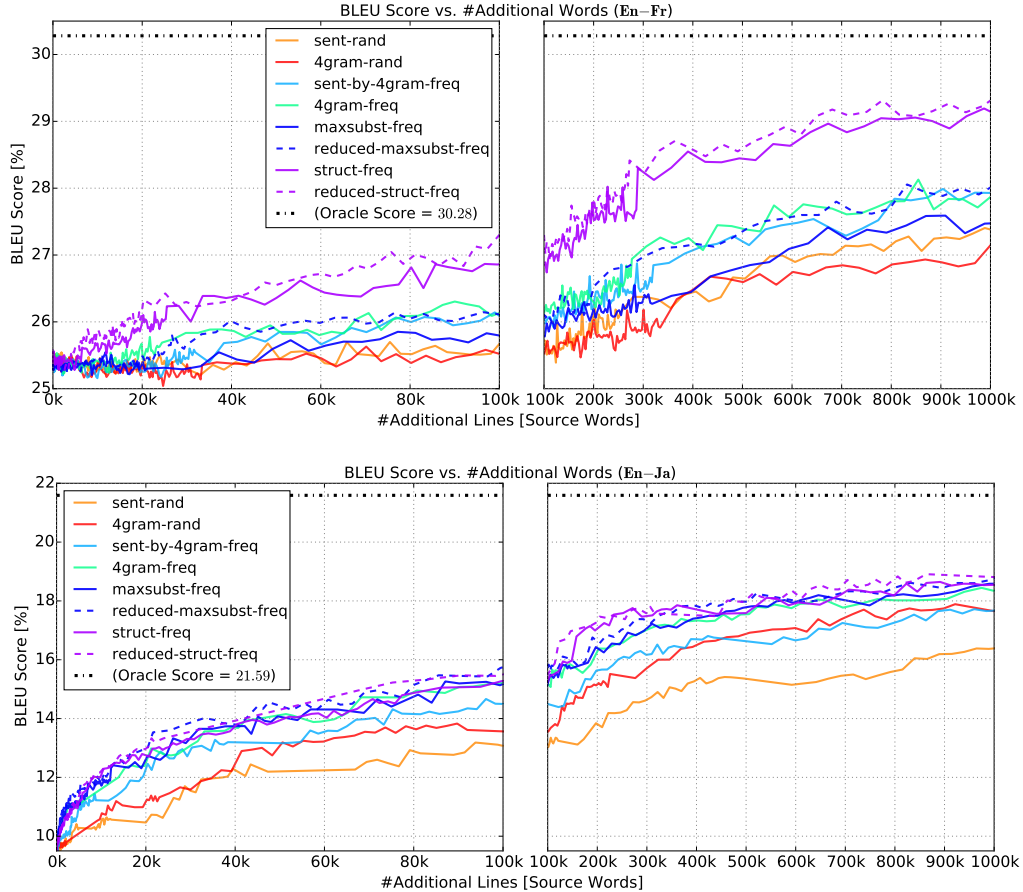 BLEU Score vs. #Additional Words (En−Fr)
BLEU Score [%]
30
29
28
27
26
25
sent-rand
4gram-rand
sent-by-4gram-freq
4gram-freq
maxsubst-freq
reduced-maxsubst-freq
struct-freq
reduced-struct-freq
(Oracle Score = 30.28)
0k 20k 40k 60k 80k 100k 100k 200k 300k 400k 500k 600k 700k 800k 900k 1000k
#Additional Lines [Source Words]
BLEU Score vs. #Additional Words (En−Ja)
BLEU Score [%]
22
20
18
16
14
12
10
sent-rand
4gram-rand
sent-by-4gram-freq
4gram-freq
maxsubst-freq
reduced-maxsubst-freq
struct-freq
reduced-struct-freq
(Oracle Score = 21.59)
0k 20k 40k 60k 80k 100k 100k 200k 300k 400k 500k 600k 700k 800k 900k 1000k
#Additional Lines [Source Words]